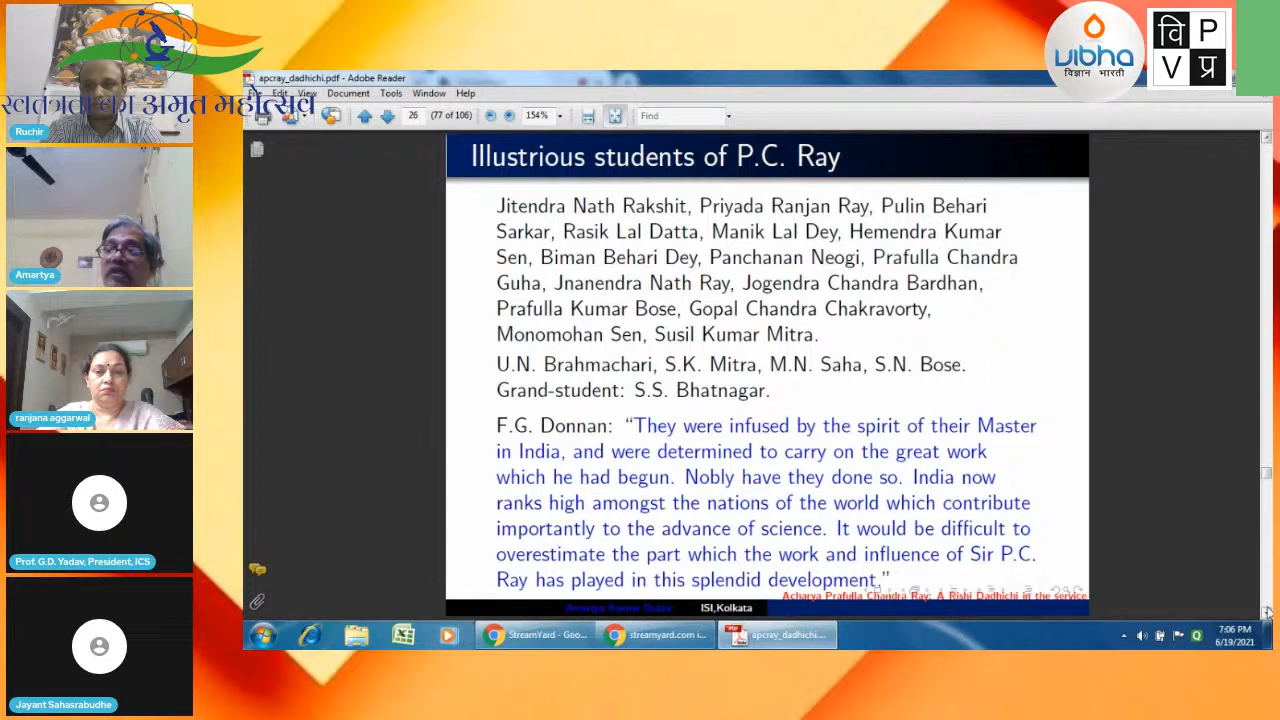 स्वतंत्रता का अमृत महोत्सव
Ruchir
Amartya
ranjana aggarwal
Prof. G.D. Yadav, President, ICS
Jayant Sahasrabudhe
VIbha
विज्ञान भारती
वि P
V प्र
apcray_dadhichi.pdf - Adobe Reader
File Edit View Document Tools Window Help
26 (77 of 106) 154% Find
Illustrious students of P.C. Ray
Jitendra Nath Rakshit, Priyada Ranjan Ray, Pulin Behari
Sarkar, Rasik Lal Datta, Manik Lal Dey, Hemendra Kumar
Sen, Biman Behari Dey, Panchanan Neogi, Prafulla Chandra
Guha, Jnanendra Nath Ray, Jogendra Chandra Bardhan,
Prafulla Kumar Bose, Gopal Chandra Chakravorty,
Monomohan Sen, Susil Kumar Mitra.
U.N. Brahmachari, S.K. Mitra, M.N. Saha, S.N. Bose.
Grand-student: S.S. Bhatnagar.
F.G. Donnan: “They were infused by the spirit of their Master
in India, and were determined to carry on the great work
which he had begun. Nobly have they done so. India now
ranks high amongst the nations of the world which contribute
importantly to the advance of science. It would be difficult to
overestimate the part which the work and influence of Sir P.C.
Ray has played in this splendid development.”
Acharya Prafulla Chandra Ray: A Rishi Dadhichi in the service
ISI,Kolkata
StreamYard - Goo...
streamyard.com i...
apcray_dadhichi....
7:06 PM
6/19/2021